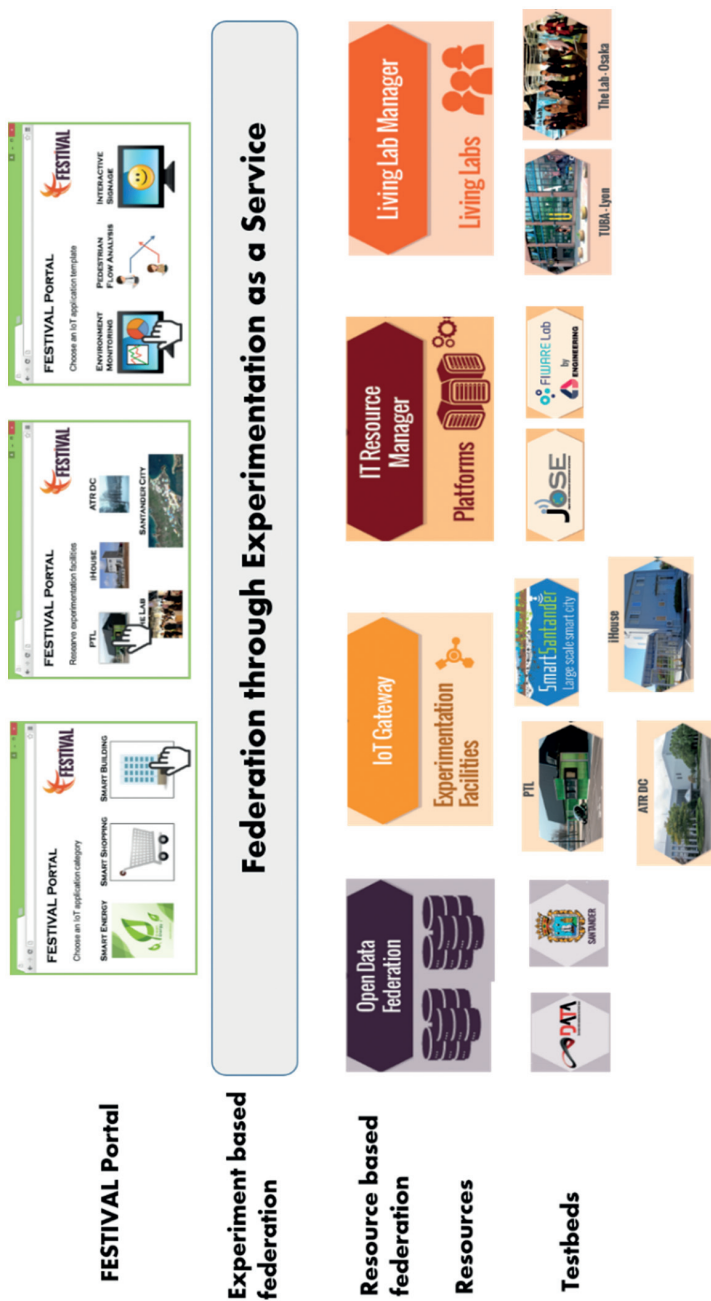 FESTIVAL Portal
FESTIVAL PORTAL
Choose an IoT application category
FESTIVAL
SMART ENERGY
SMART SHOPPING
SMART BUILDING
FESTIVAL PORTAL
Reserve experimentation facilities
FESTIVAL
PTL
iHOUSE
ATR DC
HE LAB
SANTANDER CITY
FESTIVAL PORTAL
Choose an IoT application template
FESTIVAL
ENVIRONMENT
MONITORING
PEDESTRIAN
FLOW ANALYSIS
INTERACTIVE
SIGNAGE
Experiment based
federation
Federation through Experimentation as a Service
Resource based
federation
Open Data
Federation
IoT Gateway
IT Resource
Manager
Living Lab Manager
Resources
Experimentation
Facilities
Platforms
Living Labs
Testbeds
DATA
SANTANDER
PTL
SmartSantander
Large scale smart city
ATR DC
iHouse
JOSE
FIWARE Lab
by
ENGINEERING
TUBA - Lyon
The Lab - Osaka